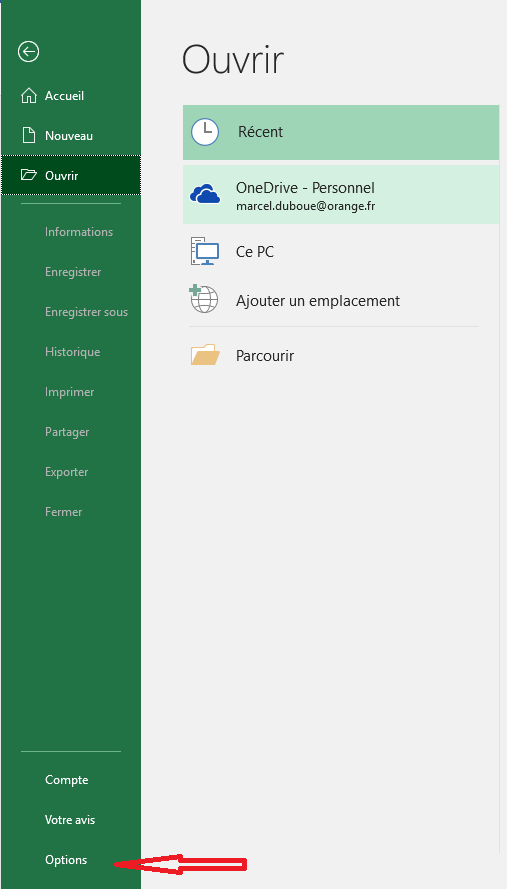 Accueil
Nouveau
Ouvrir
Informations
Enregistrer
Enregistrer sous
Historique
Imprimer
Partager
Exporter
Fermer
Compte
Votre avis
Options
Ouvrir
Récent
OneDrive - Personnel
marcel.duboue@orange.fr
Ce PC
Ajouter un emplacement
Parcourir